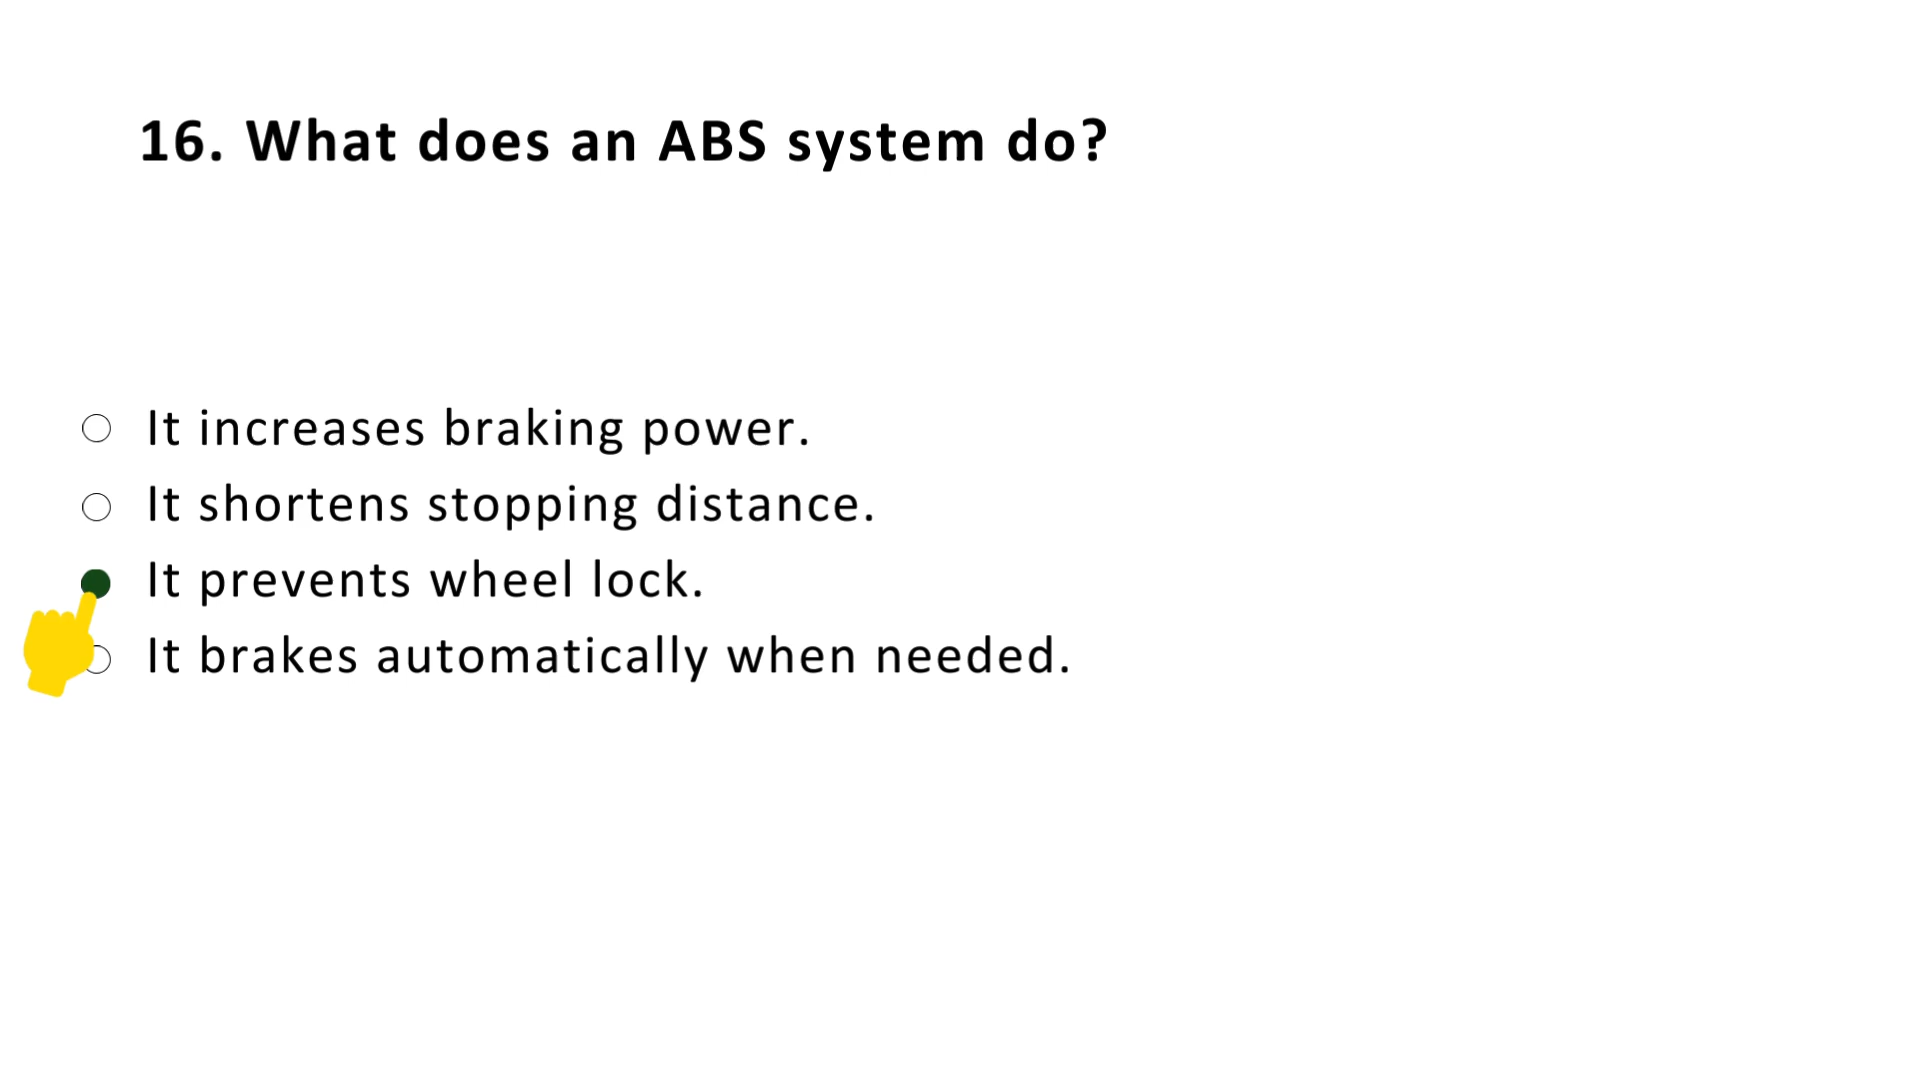 16. What does an ABS system do?
It increases braking power.
It shortens stopping distance.
It prevents wheel lock.
It brakes automatically when needed.